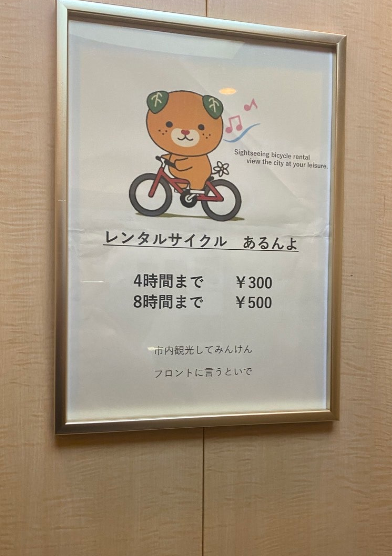 Sightseeing bicycle rental
view the city at your leisure.
レンタルサイクル　あるんよ
4時間まで　￥300
8時間まで　￥500
市内観光してみんけん
フロントに言うといで